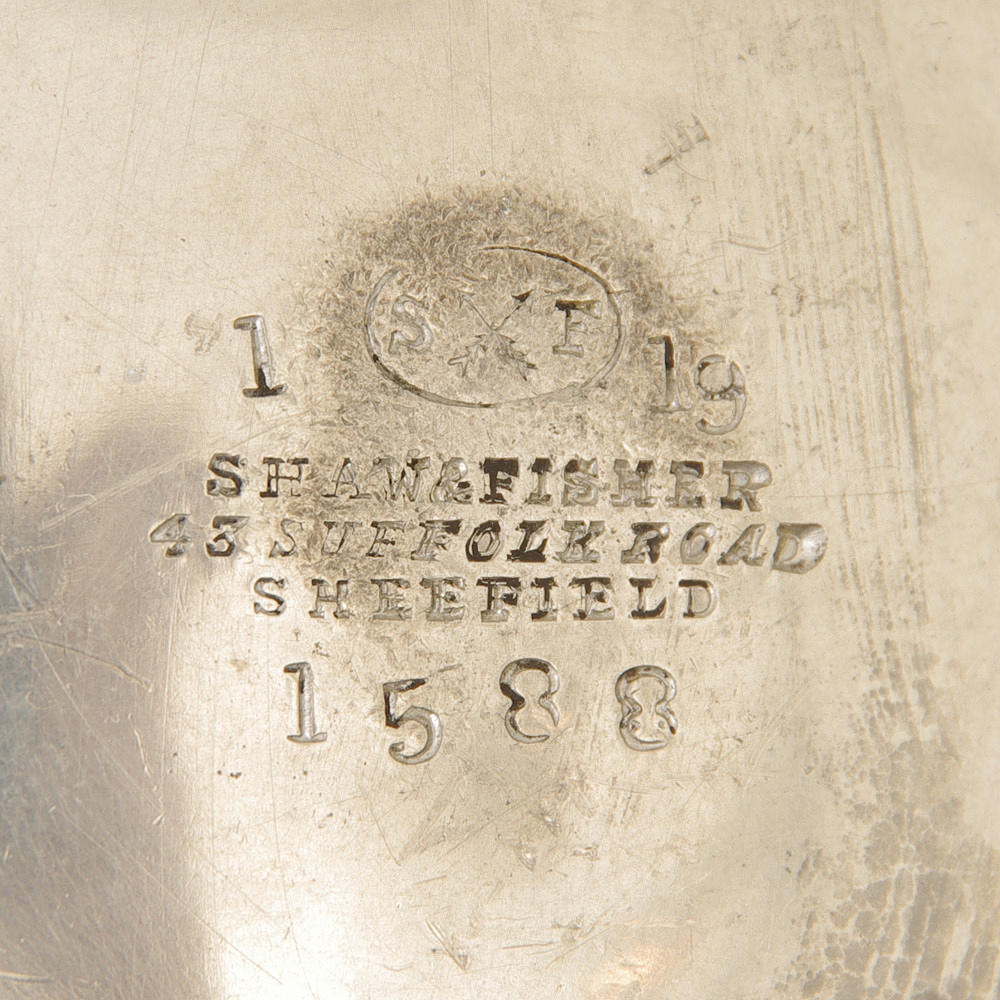 S F
1 19
SHAW & FISHER
43 SUFFOLK ROAD
SHEFFIELD
1588